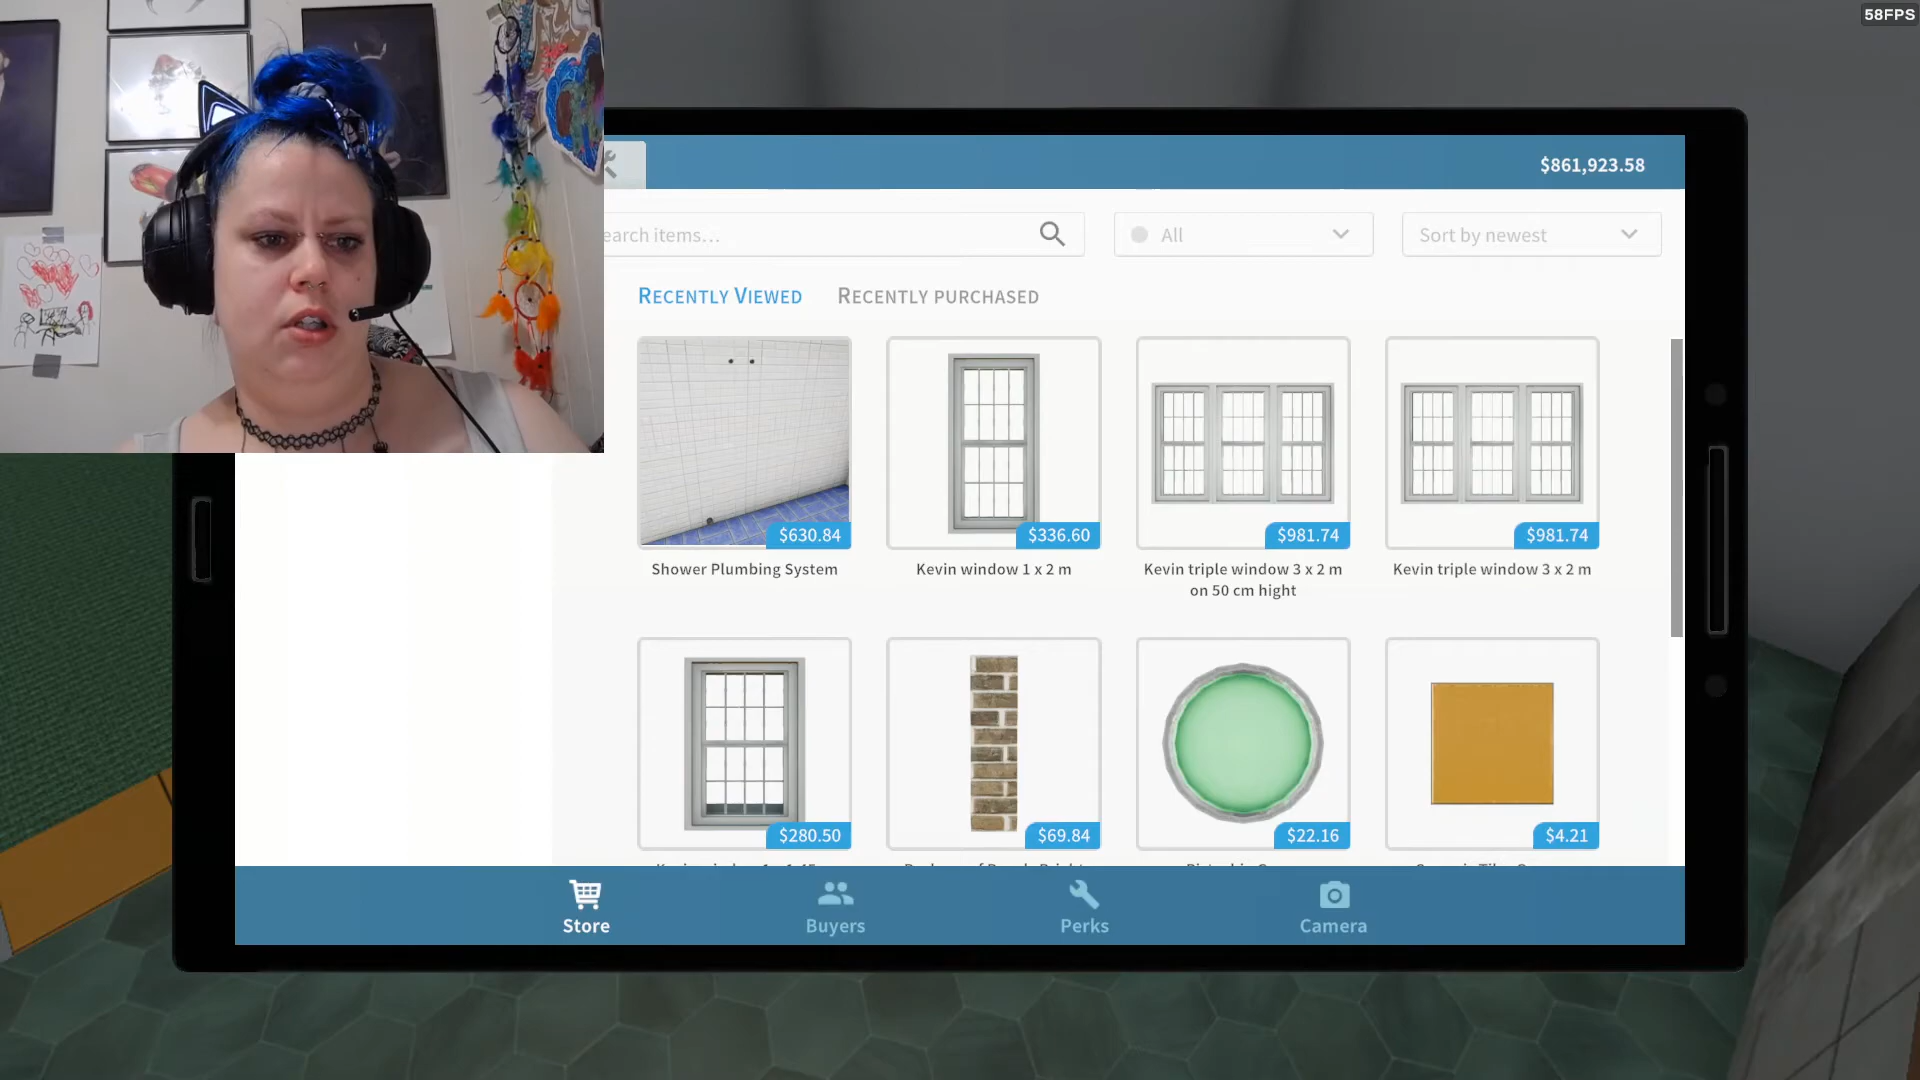 58FPS
$861,923.58
earch items...
All
Sort by newest
RECENTLY VIEWED
RECENTLY PURCHASED
$630.84
$336.60
$981.74
$981.74
Shower Plumbing System
Kevin window 1 x 2 m
Kevin triple window 3 x 2 m
on 50 cm hight
Kevin triple window 3 x 2 m
$280.50
$69.84
$22.16
$4.21
Store
Buyers
Perks
Camera